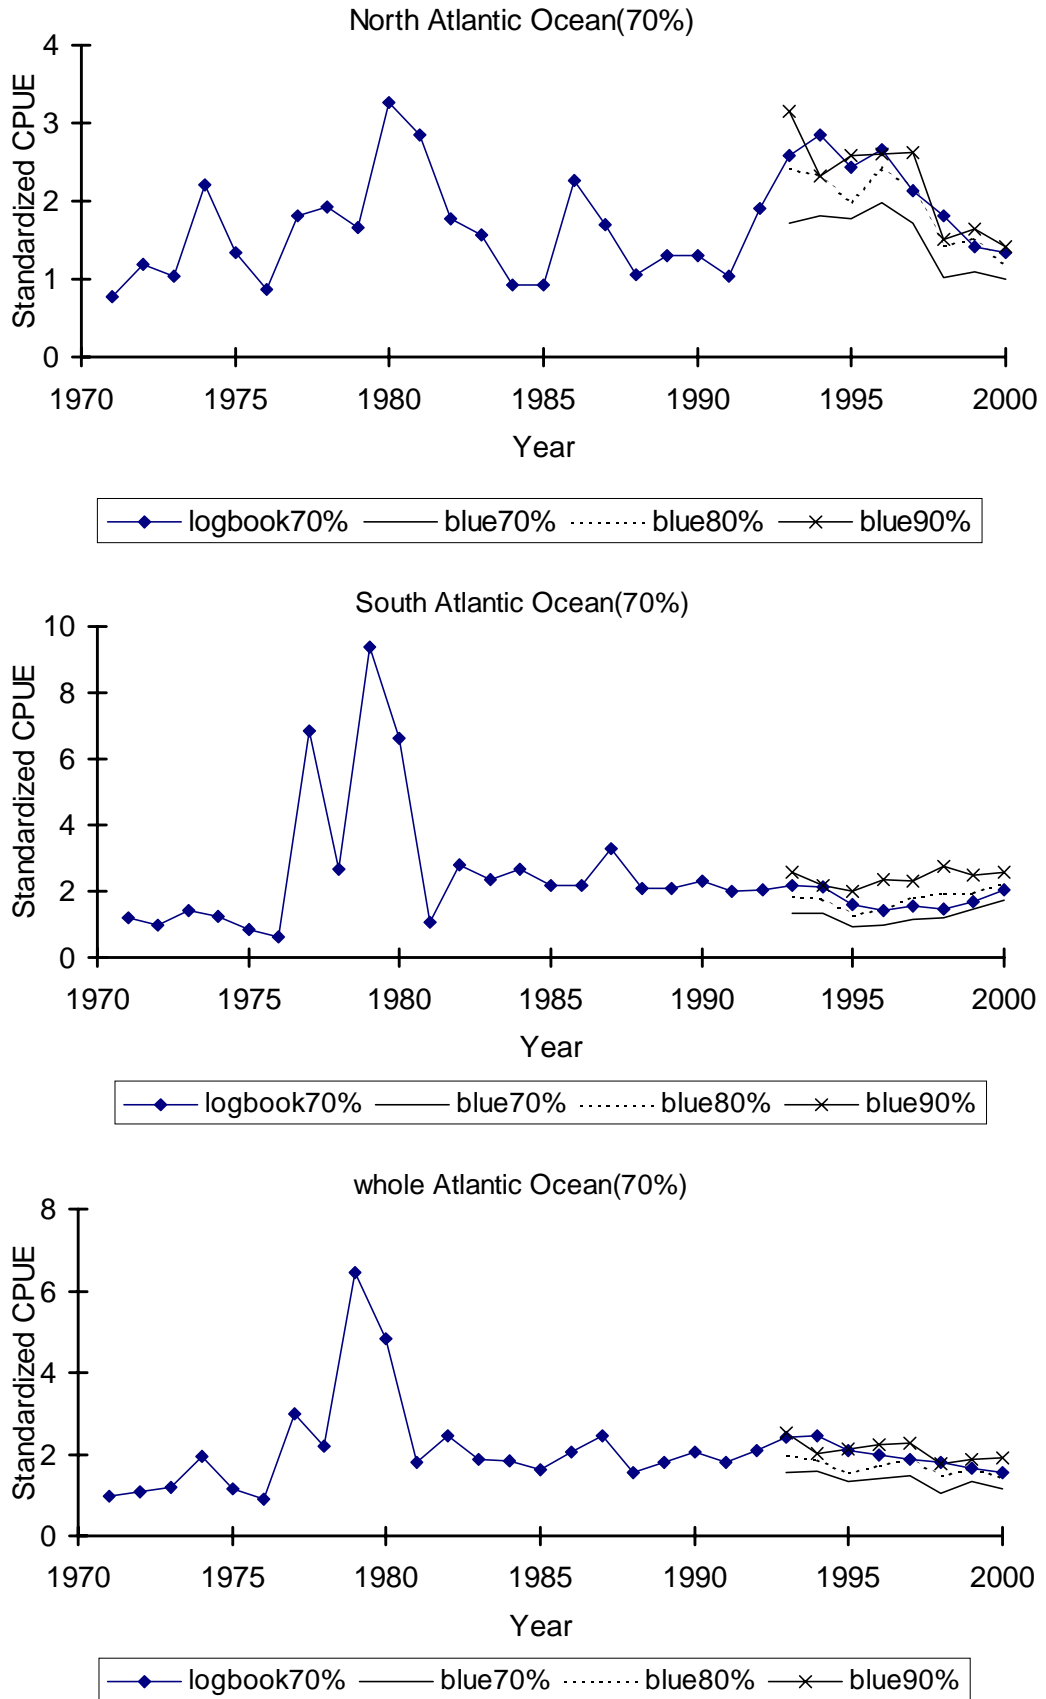 North Atlantic Ocean(70%)
4
3
2
1
0
Standardized CPUE
1970 1975 1980 1985 1990 1995 2000
Year
logbook70% blue70% blue80% blue90%
South Atlantic Ocean(70%)
10
8
6
4
2
0
Standardized CPUE
1970 1975 1980 1985 1990 1995 2000
Year
logbook70% blue70% blue80% blue90%
whole Atlantic Ocean(70%)
8
6
4
2
0
Standardized CPUE
1970 1975 1980 1985 1990 1995 2000
Year
logbook70% blue70% blue80% blue90%